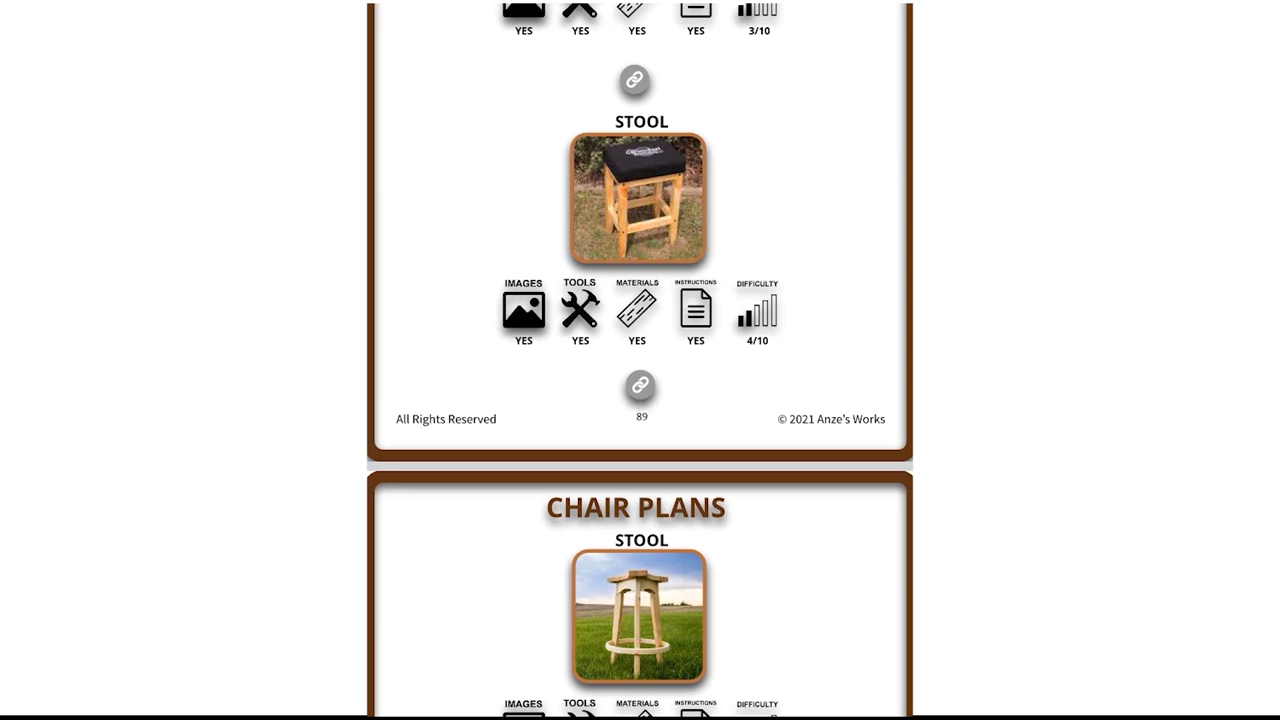 YES YES YES YES 3/10
STOOL
IMAGES TOOLS MATERIALS INSTRUCTIONS DIFFICULTY
YES YES YES YES 4/10
All Rights Reserved 89 © 2021 Anze's Works
CHAIR PLANS
STOOL
IMAGES TOOLS MATERIALS INSTRUCTIONS DIFFICULTY